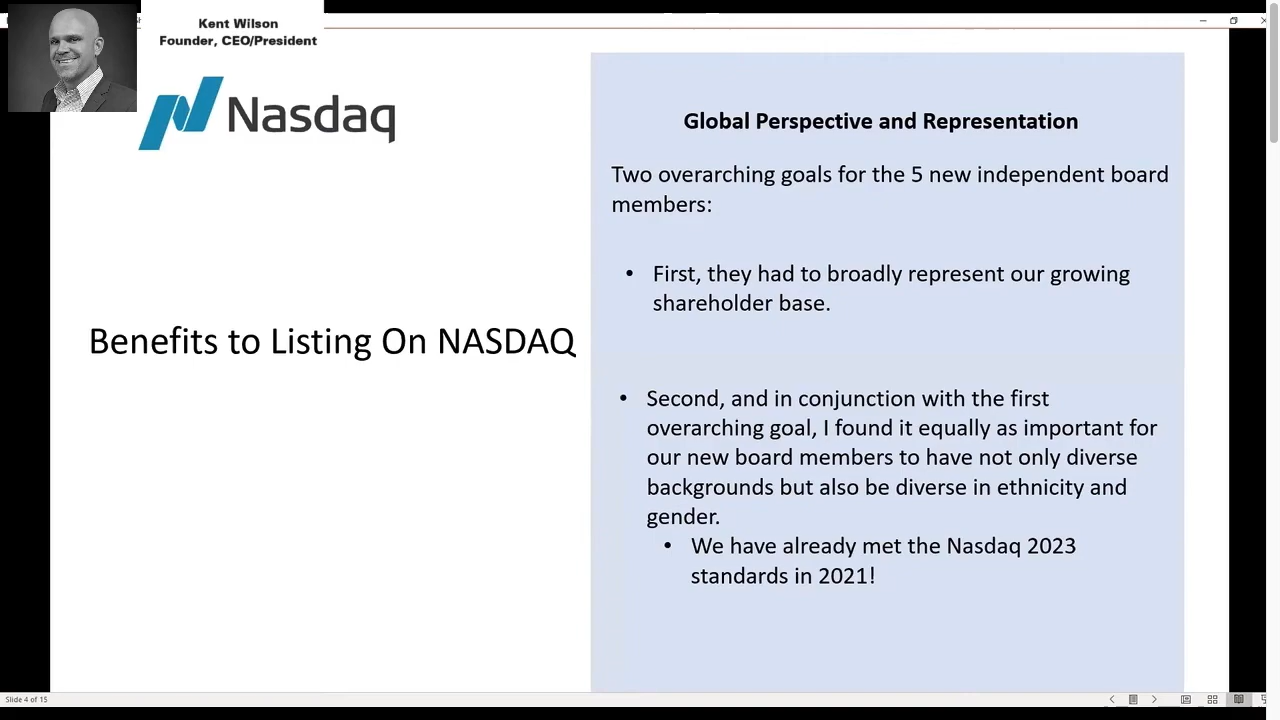 Kent Wilson
Founder, CEO/President
Nasdaq
Global Perspective and Representation
Two overarching goals for the 5 new independent board
members:
• First, they had to broadly represent our growing
shareholder base.
Benefits to Listing On NASDAQ
• Second, and in conjunction with the first
overarching goal, I found it equally as important for
our new board members to have not only diverse
backgrounds but also be diverse in ethnicity and
gender.
• We have already met the Nasdaq 2023
standards in 2021!
Slide 4 of 15